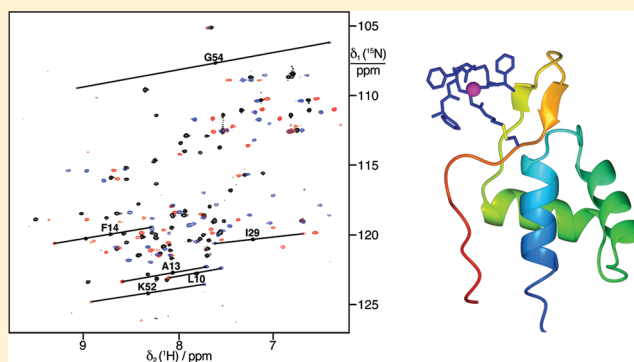 105
G54
δ₁ (¹⁵N)
ppm
110
115
F14
I29
120
A13
L10
K52
125
9
8
7
δ₂ (¹H) / ppm